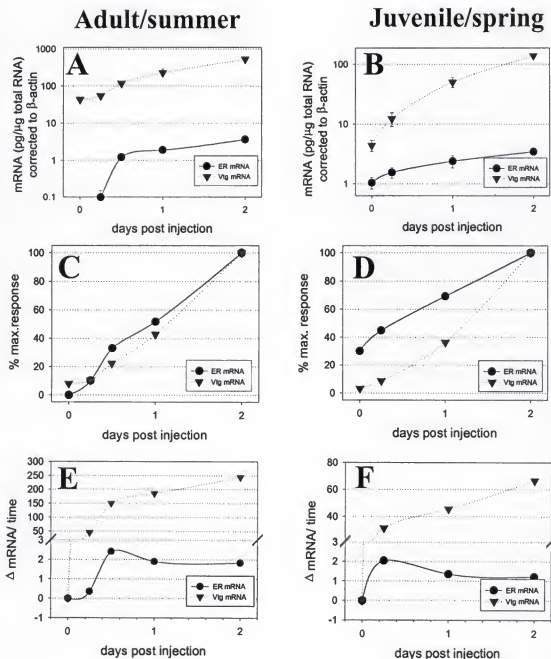 Adult/summer
Juvenile/spring
A
mRNA (pg/μg total RNA)
corrected to β-actin
1000
100
10
1
0.1
ER mRNA
Vtg mRNA
0
1
2
days post injection
B
mRNA (pg/μg total RNA)
corrected to β-actin
100
10
1
ER mRNA
Vtg mRNA
0
1
2
days post injection
C
% max. response
100
80
60
40
20
0
ER mRNA
Vtg mRNA
0
1
2
days post injection
D
% max. response
100
80
60
40
20
0
ER mRNA
Vtg mRNA
0
1
2
days post injection
E
Δ mRNA/ time
300
250
200
150
100
50
3
2
1
0
-1
ER mRNA
Vtg mRNA
0
1
2
days post injection
F
Δ mRNA/ time
80
60
40
3
2
1
0
-1
ER mRNA
Vtg mRNA
0
1
2
days post injection